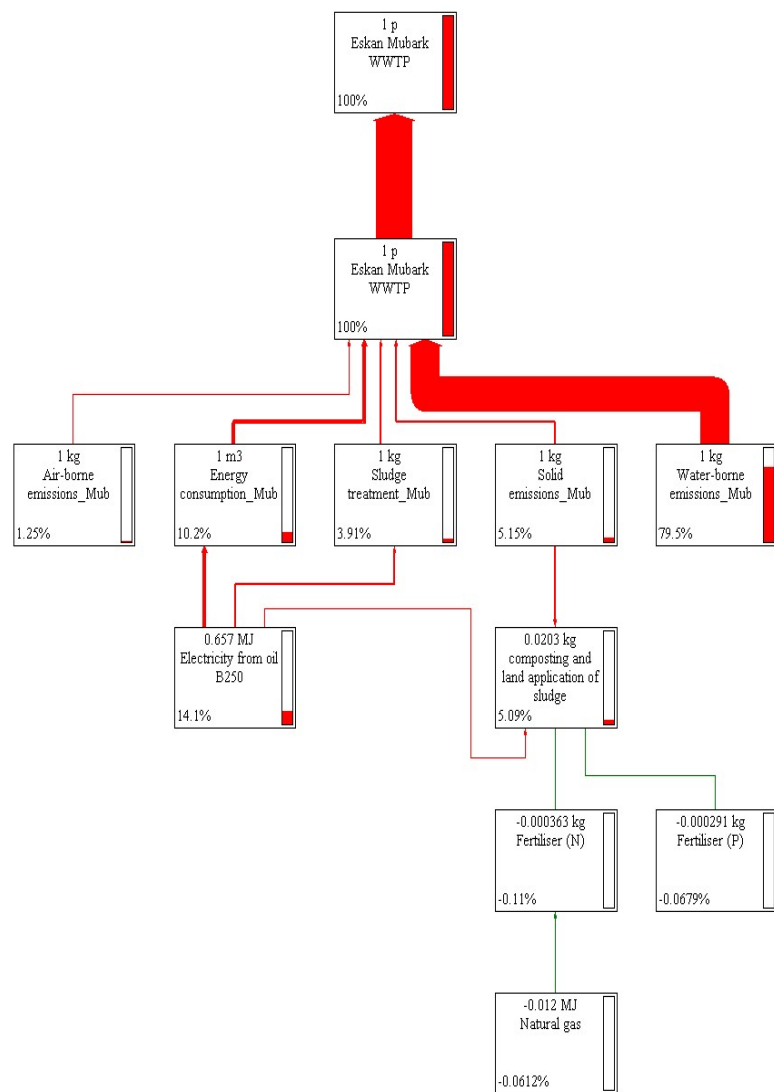 1 p
Eskan Mubark
WWTP
100%
1 p
Eskan Mubark
WWTP
100%
1 kg
Air-borne
emissions_Mub
1.25%
1 m3
Energy
consumption_Mub
10.2%
1 kg
Sludge
treatment_Mub
3.91%
1 kg
Solid
emissions_Mub
5.15%
1 kg
Water-borne
emissions_Mub
79.5%
0.657 MJ
Electricity from oil
B250
14.1%
0.0203 kg
composting and
land application of
sludge
5.09%
-0.000363 kg
Fertiliser (N)
-0.11%
-0.000291 kg
Fertiliser (P)
-0.0679%
-0.012 MJ
Natural gas
-0.0612%